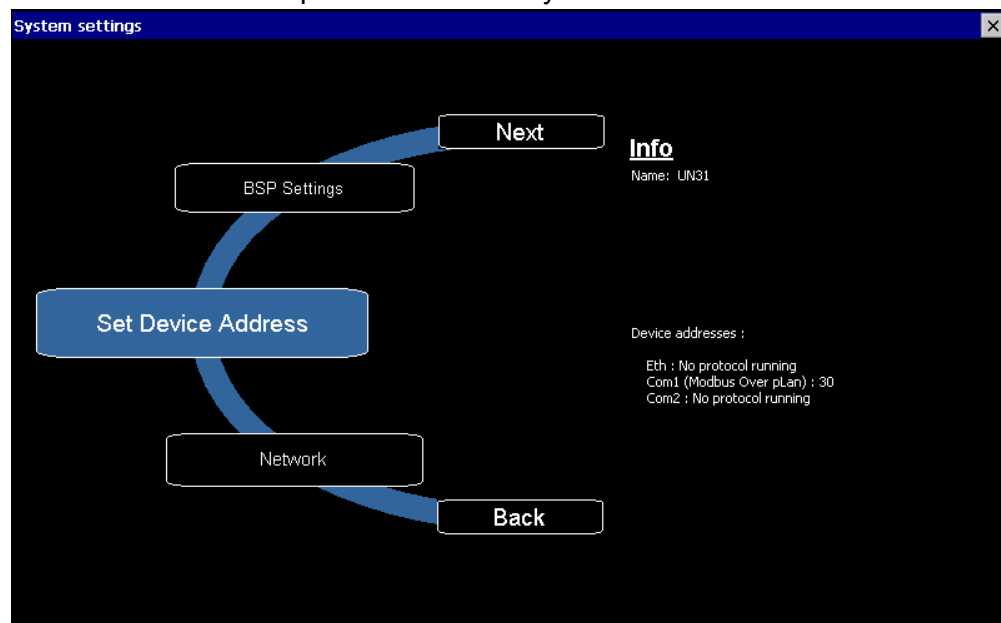 System settings
Next
BSP Settings
Set Device Address
Network
Back
Info
Name: UN31
Device addresses :
Eth : No protocol running
Com1 (Modbus Over pLan) : 30
Com2 : No protocol running